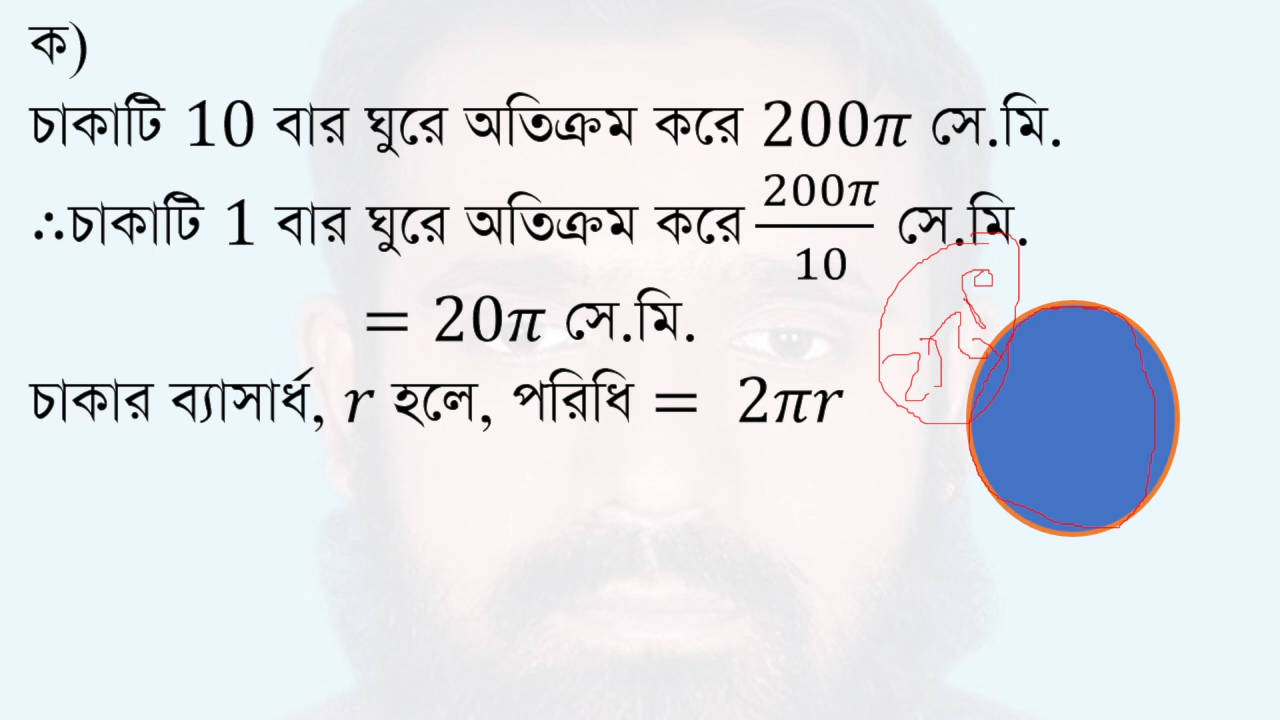 ক)
চাকাটি 10 বার ঘুরে অতিক্রম করে 200π সে.মি.
∴চাকাটি 1 বার ঘুরে অতিক্রম করে 200π/10 সে.মি.
= 20π সে.মি.
চাকার ব্যাসার্ধ, r হলে, পরিধি = 2πr